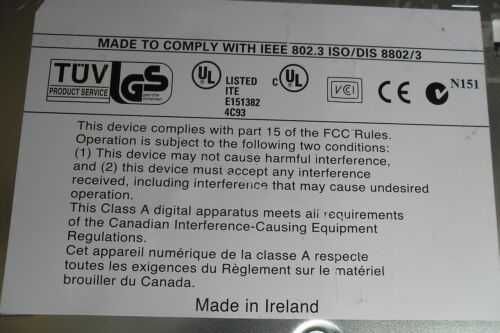 MADE TO COMPLY WITH IEEE 802.3 ISO/DIS 8802/3
TÜV
PRODUCT SERVICE
GS
UL
LISTED
ITE
E151382
4C93
C
UL
VCI
CE
N151
This device complies with part 15 of the FCC Rules.
Operation is subject to the following two conditions:
(1) This device may not cause harmful interference,
and (2) this device must accept any interference
received, including interference that may cause undesired
operation.
This Class A digital apparatus meets all requirements
of the Canadian Interference-Causing Equipment
Regulations.
Cet appareil numérique de la classe A respecte
toutes les exigences du Règlement sur le matériel
brouiller du Canada.
Made in Ireland